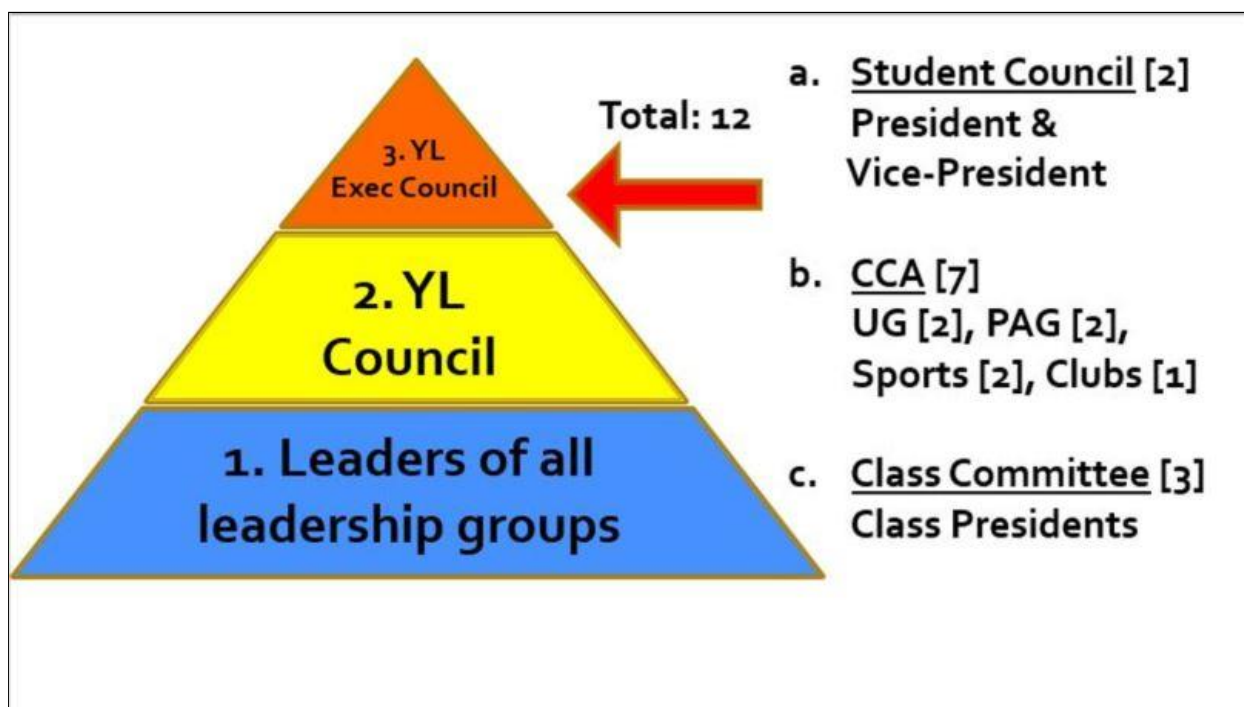 3. YL
Exec Council
2. YL
Council
1. Leaders of all
leadership groups
Total: 12
a. Student Council [2]
President &
Vice-President
b. CCA [7]
UG [2], PAG [2],
Sports [2], Clubs [1]
c. Class Committee [3]
Class Presidents